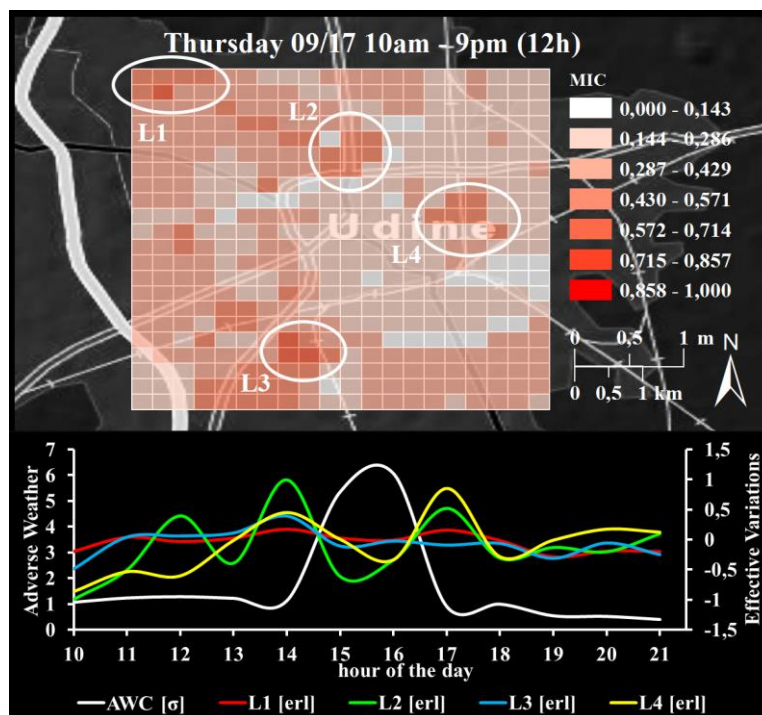 Thursday 09/17 10am - 9pm (12h)
MIC
0,000 - 0,143
0,144 - 0,286
0,287 - 0,429
0,430 - 0,571
0,572 - 0,714
0,715 - 0,857
0,858 - 1,000
L1
L2
Udine
L4
L3
0 0,5 1 m
N
0 0,5 1 km
Adverse Weather
7
6
5
4
3
2
1
0
1,5
1
0,5
0
-0,5
-1
-1,5
Effective Variations
10 11 12 13 14 15 16 17 18 19 20 21
hour of the day
AWC [σ] L1 [erl] L2 [erl] L3 [erl] L4 [erl]